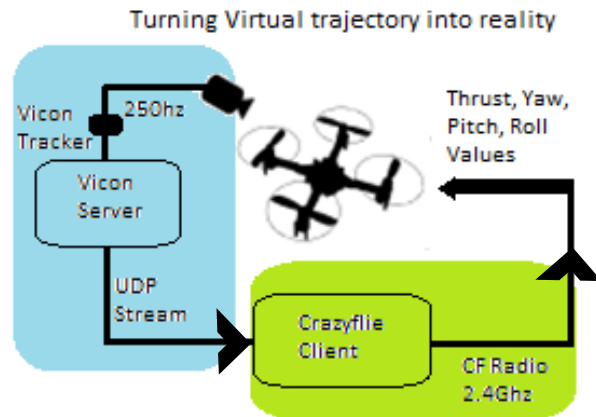 Turning Virtual trajectory into reality
250hz
Vicon
Tracker
Vicon
Server
UDP
Stream
Crazyflie
Client
CF Radio
2.4Ghz
Thrust, Yaw,
Pitch, Roll
Values